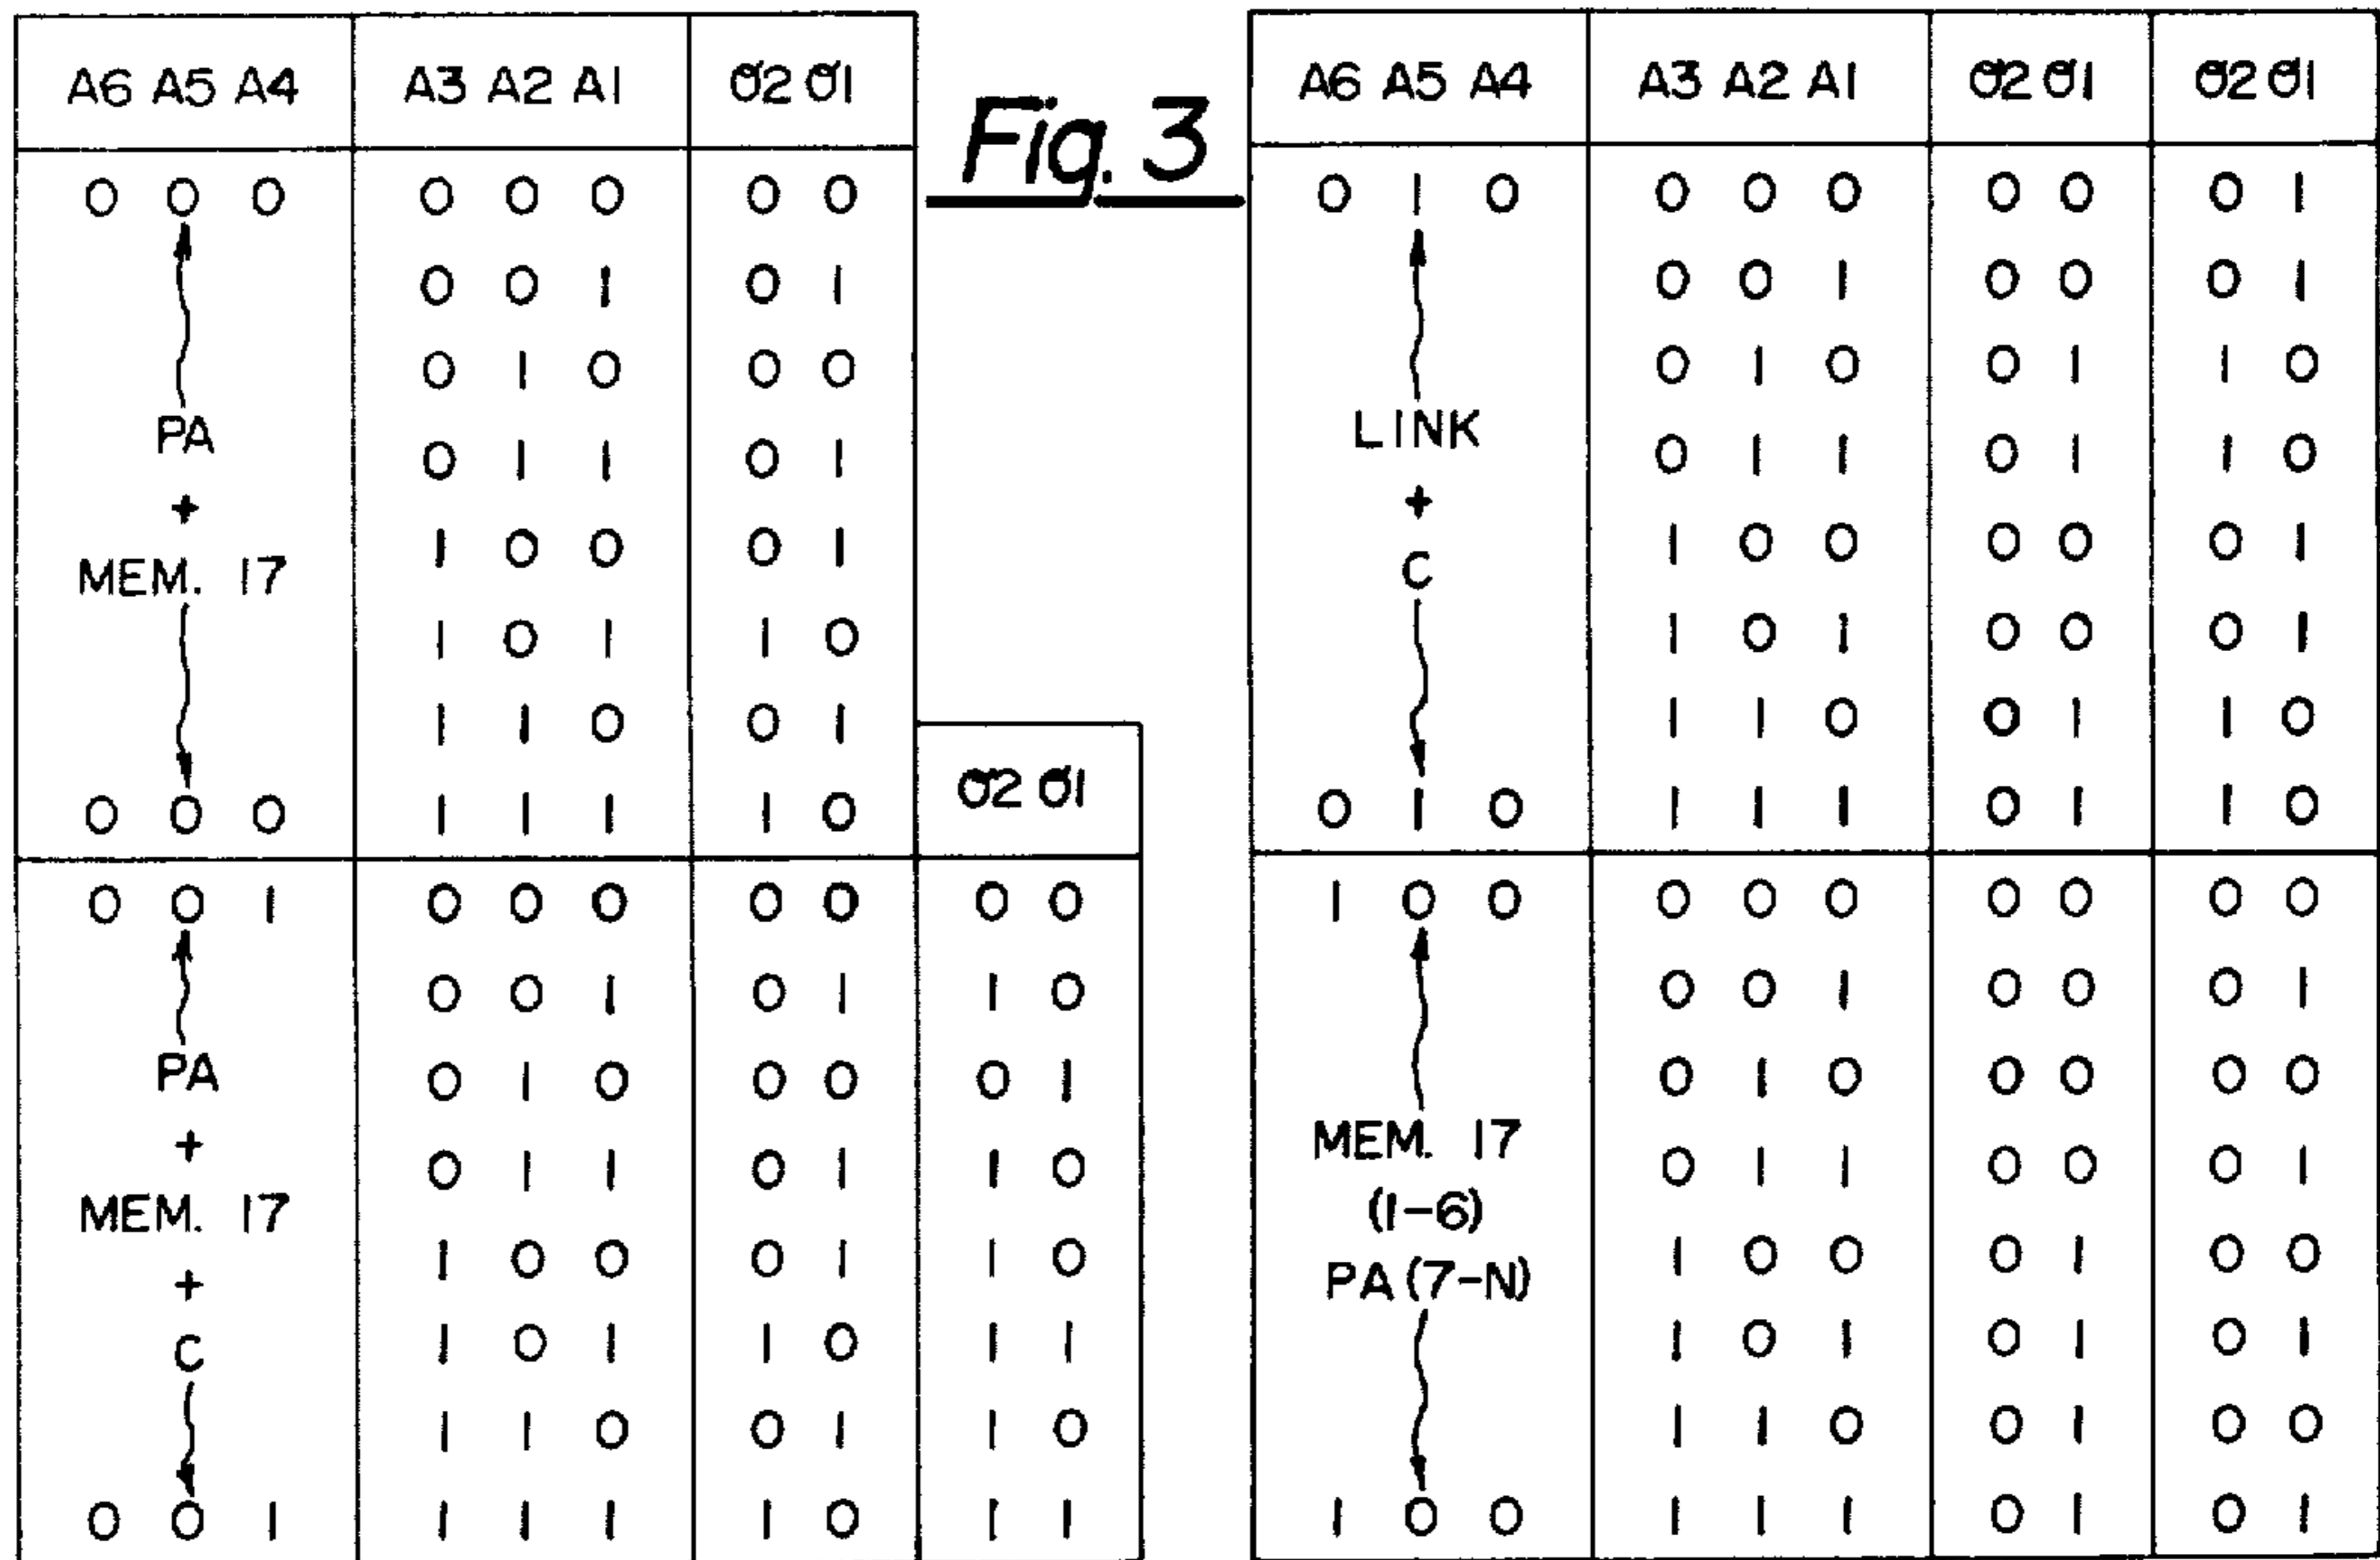 A6 A5 A4 A3 A2 A1 σ2 σ1
0 0 0 0 0 0 0 0
0 0 1 0 1
0 1 0 0 0
PA
0 1 1 0 1
+
1 0 0 0 1
MEM. 17
1 0 1 1 0
1 1 0 0 1
0 0 0 1 1 1 1 0
σ2 σ1
0 0 1 0 0 0 0 0 0 0
0 0 1 0 1 1 0
PA
0 1 0 0 0 0 1
+
0 1 1 0 1 1 0
MEM. 17
1 0 0 0 1 1 0
+
C
1 0 1 1 0 1 1
1 1 0 0 1 1 0
0 0 1 1 1 1 1 0 1 1
Fig. 3
A6 A5 A4 A3 A2 A1 σ2 σ1 σ2 σ1
0 1 0 0 0 0 0 0 0 1
0 0 1 0 0 0 1
0 1 0 0 1 1 0
LINK
0 1 1 0 1 1 0
+
1 0 0 0 0 0 1
C
1 0 1 0 0 0 1
1 1 0 0 1 1 0
0 1 0 1 1 1 0 1 1 0
1 0 0 0 0 0 0 0 0 0
0 0 1 0 0 0 1
0 1 0 0 0 0 0
MEM. 17
0 1 1 0 0 0 1
(1-6)
1 0 0 0 1 0 0
PA (7-N)
1 0 1 0 1 0 1
1 1 0 0 1 0 0
1 0 0 1 1 1 0 1 0 1